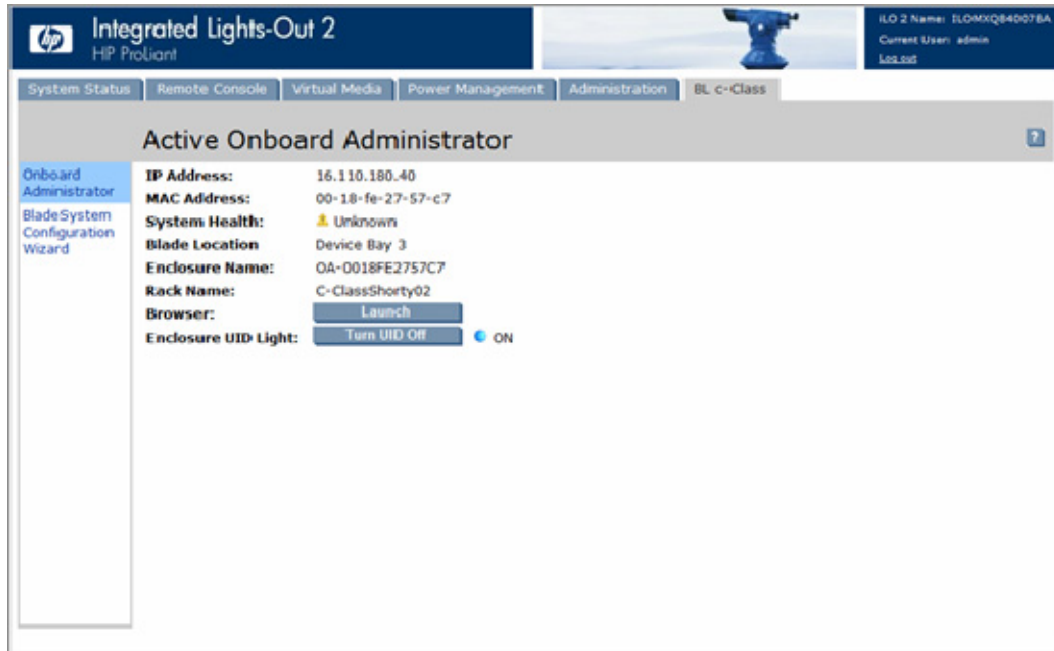 hp
Integrated Lights-Out 2
HP ProLiant
iLO 2 Name: ILOMXQ84007BA
Current User: admin
Log out
System Status Remote Console Virtual Media Power Management Administration BL c-Class
Active Onboard Administrator
?
Onboard
Administrator
BladeSystem
Configuration
Wizard
IP Address: 16.110.180.40
MAC Address: 00-18-fe-27-57-c7
System Health: Unknown
Blade Location Device Bay 3
Enclosure Name: OA-0018FE2757C7
Rack Name: C-ClassShorty02
Browser: Launch
Enclosure UID Light: Turn UID Off ON